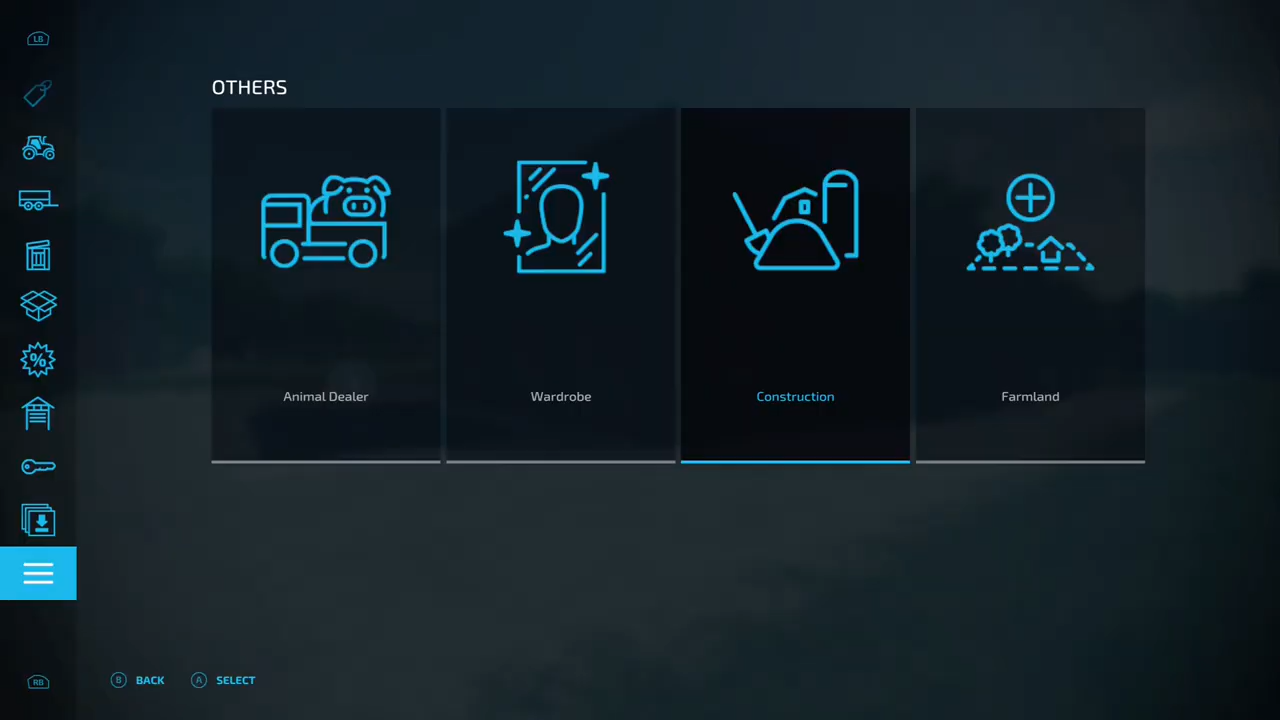 LB
OTHERS
Animal Dealer
Wardrobe
Construction
Farmland
%
RB
B BACK
A SELECT